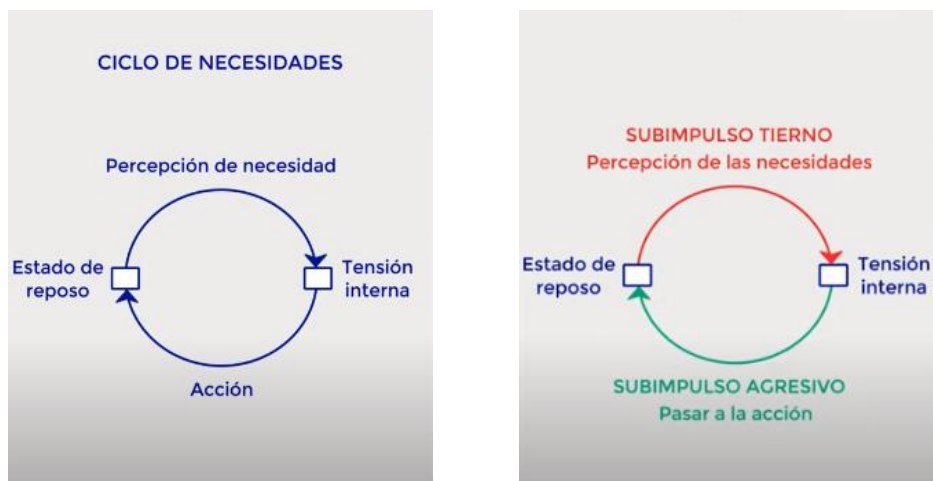 CICLO DE NECESIDADES
Percepción de necesidad
Estado de
reposo
Tensión
interna
Acción
SUBIMPULSO TIERNO
Percepción de las necesidades
Estado de
reposo
Tensión
interna
SUBIMPULSO AGRESIVO
Pasar a la acción